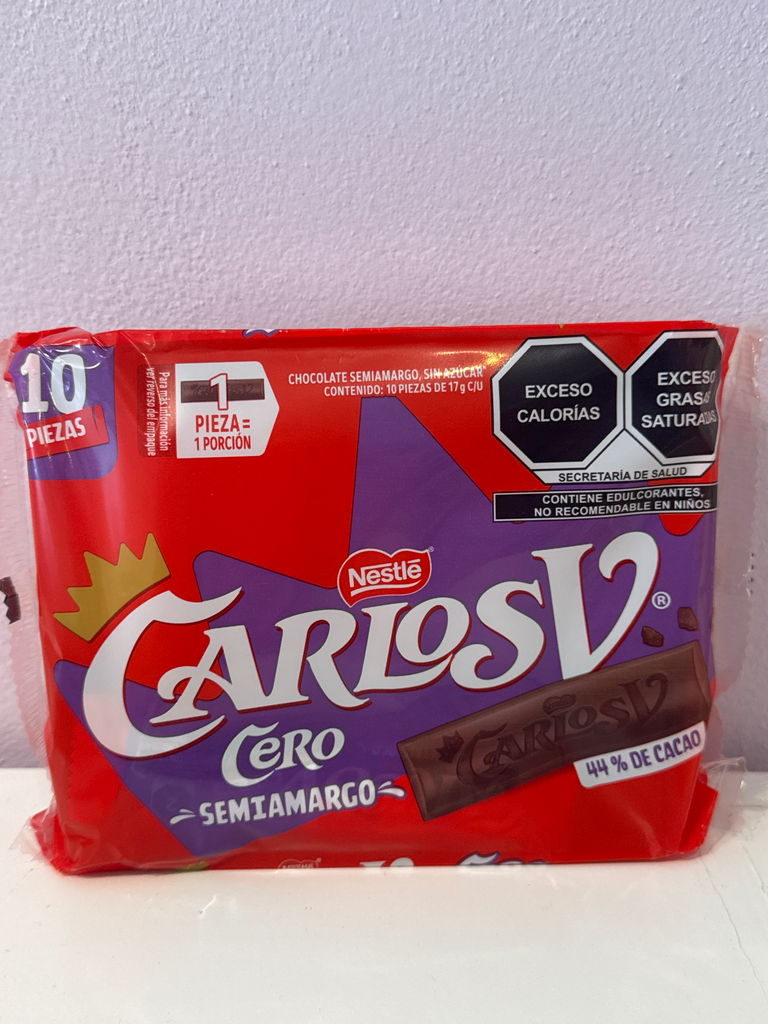 10
PIEZAS
Para más información
ver reverso del empaque
1
PIEZA=
1 PORCIÓN
CHOCOLATE SEMIAMARGO, SIN AZÚCAR
CONTENIDO: 10 PIEZAS DE 17 g C/U
EXCESO
CALORÍAS
EXCESO
GRASAS
SATURADAS
SECRETARÍA DE SALUD
CONTIENE EDULCORANTES,
NO RECOMENDABLE EN NIÑOS
Nestlé®
CARLOS V®
CERO
SEMIAMARGO
CARLOS V
44 % DE CACAO